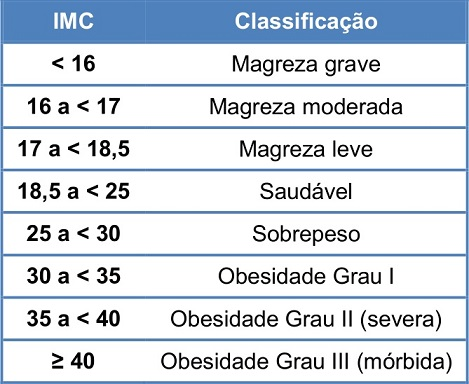 IMC Classificação
< 16 Magreza grave
16 a < 17 Magreza moderada
17 a < 18,5 Magreza leve
18,5 a < 25 Saudável
25 a < 30 Sobrepeso
30 a < 35 Obesidade Grau I
35 a < 40 Obesidade Grau II (severa)
≥ 40 Obesidade Grau III (mórbida)